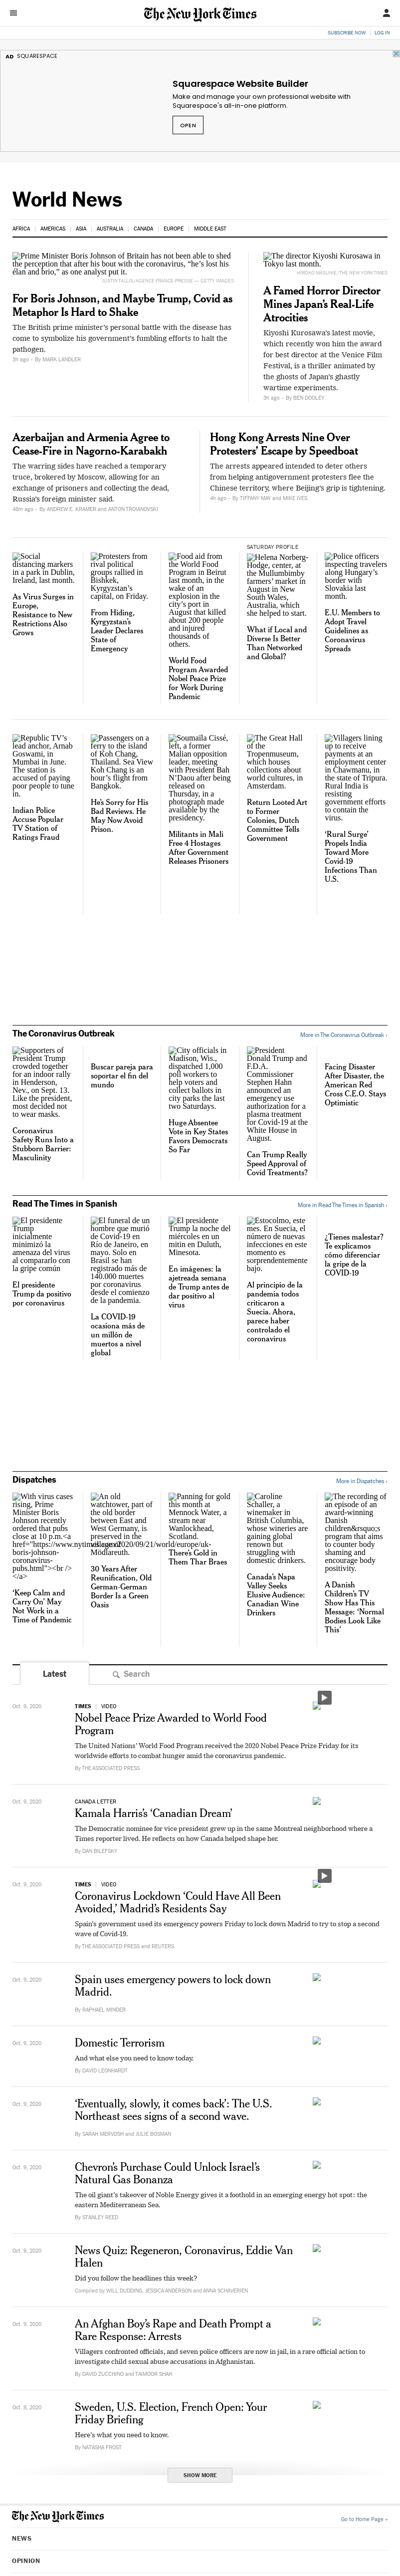 The New York Times
SUBSCRIBE NOW | LOG IN
AD SQUARESPACE
Squarespace Website Builder
Make and manage your own professional website with
Squarespace's all-in-one platform.
OPEN
World News
AFRICA | AMERICAS | ASIA | AUSTRALIA | CANADA | EUROPE | MIDDLE EAST
Prime Minister Boris Johnson of Britain has not been able to shed
the perception that after his bout with the coronavirus, “he’s lost his
élan and brio,” as one analyst put it.
JUSTIN TALLIS/AGENCE FRANCE-PRESSE — GETTY IMAGES
For Boris Johnson, and Maybe Trump, Covid as
Metaphor Is Hard to Shake
The British prime minister’s personal battle with the disease has
come to symbolize his government’s fumbling efforts to halt the
pathogen.
3h ago - By MARK LANDLER
The director Kiyoshi Kurosawa in
Tokyo last month.
HIROKO MASUIKE/THE NEW YORK TIMES
A Famed Horror Director
Mines Japan’s Real-Life
Atrocities
Kiyoshi Kurosawa’s latest movie,
which recently won him the award
for best director at the Venice Film
Festival, is a thriller animated by
the ghosts of Japan’s ghastly
wartime experiments.
3h ago - By BEN DOOLEY
Azerbaijan and Armenia Agree to
Cease-Fire in Nagorno-Karabakh
The warring sides have reached a temporary
truce, brokered by Moscow, allowing for an
exchange of prisoners and collecting the dead,
Russia’s foreign minister said.
48m ago - By ANDREW E. KRAMER and ANTON TROIANOVSKI
Hong Kong Arrests Nine Over
Protesters’ Escape by Speedboat
The arrests appeared intended to deter others
from helping antigovernment protesters flee the
Chinese territory, where Beijing’s grip is tightening.
4h ago - By TIFFANY MAY and MIKE IVES
Social
distancing markers
in a park in Dublin,
Ireland, last month.
As Virus Surges in
Europe,
Resistance to New
Restrictions Also
Grows
Protesters from
rival political
groups rallied in
Bishkek,
Kyrgyzstan’s
capital, on Friday.
From Hiding,
Kyrgyzstan’s
Leader Declares
State of
Emergency
Food aid from
the World Food
Program in Beirut
last month, in the
wake of an
explosion in the
city’s port in
August that killed
about 200 people
and injured
thousands of
others.
World Food
Program Awarded
Nobel Peace Prize
for Work During
Pandemic
SATURDAY PROFILE
Helena Norberg-
Hodge, center, at
the Mullumbimby
farmers’ market in
August in New
South Wales,
Australia, which
she helped to start.
What if Local and
Diverse Is Better
Than Networked
and Global?
Police officers
inspecting travelers
along Hungary’s
border with
Slovakia last
month.
E.U. Members to
Adopt Travel
Guidelines as
Coronavirus
Spreads
Republic TV’s
lead anchor, Arnab
Goswami, in
Mumbai in June.
The station is
accused of paying
poor people to tune
in.
Indian Police
Accuse Popular
TV Station of
Ratings Fraud
Passengers on a
ferry to the island
of Koh Chang,
Thailand. Sea View
Koh Chang is an
hour’s flight from
Bangkok.
He’s Sorry for His
Bad Reviews. He
May Now Avoid
Prison.
Soumaïla Cissé,
left, a former
Malian opposition
leader, meeting
with President Bah
N’Daw after being
released on
Thursday, in a
photograph made
available by the
presidency.
Militants in Mali
Free 4 Hostages
After Government
Releases Prisoners
The Great Hall
of the
Tropenmuseum,
which houses
collections about
world cultures, in
Amsterdam.
Return Looted Art
to Former
Colonies, Dutch
Committee Tells
Government
Villagers lining
up to receive
payments at an
employment center
in Chawmanu, in
the state of Tripura.
Rural India is
resisting
government efforts
to contain the
virus.
‘Rural Surge’
Propels India
Toward More
Covid-19
Infections Than
U.S.
The Coronavirus Outbreak
More in The Coronavirus Outbreak ›
Supporters of
President Trump
crowded together
for an indoor rally
in Henderson,
Nev., on Sept. 13.
Like the president,
most decided not
to wear masks.
Coronavirus
Safety Runs Into a
Stubborn Barrier:
Masculinity
Buscar pareja para
soportar el fin del
mundo
City officials in
Madison, Wis.,
dispatched 1,000
poll workers to
help voters and
collect ballots in
city parks the last
two Saturdays.
Huge Absentee
Vote in Key States
Favors Democrats
So Far
President
Donald Trump and
F.D.A.
Commissioner
Stephen Hahn
announced an
emergency use
authorization for a
plasma treatment
for Covid-19 at the
White House in
August.
Can Trump Really
Speed Approval of
Covid Treatments?
Facing Disaster
After Disaster, the
American Red
Cross C.E.O. Stays
Optimistic
Read The Times in Spanish
More in Read The Times in Spanish ›
El presidente
Trump
inicialmente
minimizó la
amenaza del virus
al compararlo con
la gripe común
El presidente
Trump da positivo
por coronavirus
El funeral de un
hombre que murió
de Covid-19 en
Río de Janeiro, en
mayo. Solo en
Brasil se han
registrado más de
140.000 muertes
por coronavirus
desde el comienzo
de la pandemia.
La COVID-19
ocasiona más de
un millón de
muertos a nivel
global
El presidente
Trump la noche del
miércoles en un
mitin en Duluth,
Minesota.
En imágenes: la
ajetreada semana
de Trump antes de
dar positivo al
virus
Estocolmo, este
mes. En Suecia, el
número de nuevas
infecciones en este
momento es
sorprendentemente
bajo.
Al principio de la
pandemia todos
criticaron a
Suecia. Ahora,
parece haber
controlado el
coronavirus
¿Tienes malestar?
Te explicamos
cómo diferenciar
la gripe de la
COVID-19
Dispatches
More in Dispatches ›
With virus cases
rising, Prime
Minister Boris
Johnson recently
ordered that pubs
close at 10 p.m.<a
boris-johnson-
coronavirus-
pubs.html"><br />
</a>
‘Keep Calm and
Carry On’ May
Not Work in a
Time of Pandemic
An old
watchtower, part of
the old border
between East and
West Germany, is
preserved in the
Mödlareuth.
30 Years After
Reunification, Old
German-German
Border Is a Green
Oasis
Panning for gold
this month at
Mennock Water, a
stream near
Wanlockhead,
Scotland.
There’s Gold in
Them Thar Braes
Caroline
Schaller, a
winemaker in
British Columbia,
whose wineries are
gaining global
renown but
struggling with
domestic drinkers.
Canada’s Napa
Valley Seeks
Elusive Audience:
Canadian Wine
Drinkers
The recording of
an episode of an
award-winning
Danish
children&rsquo;s
program that aims
to counter body
shaming and
encourage body
positivity.
A Danish
Children’s TV
Show Has This
Message: ‘Normal
Bodies Look Like
This’
Latest
Search
Oct. 9, 2020
TIMES | VIDEO
Nobel Peace Prize Awarded to World Food
Program
The United Nations’ World Food Program received the 2020 Nobel Peace Prize Friday for its
worldwide efforts to combat hunger amid the coronavirus pandemic.
By THE ASSOCIATED PRESS
Oct. 9, 2020
CANADA LETTER
Kamala Harris’s ‘Canadian Dream’
The Democratic nominee for vice president grew up in the same Montreal neighborhood where a
Times reporter lived. He reflects on how Canada helped shape her.
By DAN BILEFSKY
Oct. 9, 2020
TIMES | VIDEO
Coronavirus Lockdown ‘Could Have All Been
Avoided,’ Madrid’s Residents Say
Spain’s government used its emergency powers Friday to lock down Madrid to try to stop a second
wave of Covid-19.
By THE ASSOCIATED PRESS and REUTERS
Oct. 9, 2020
Spain uses emergency powers to lock down
Madrid.
By RAPHAEL MINDER
Oct. 9, 2020
Domestic Terrorism
And what else you need to know today.
By DAVID LEONHARDT
Oct. 9, 2020
‘Eventually, slowly, it comes back’: The U.S.
Northeast sees signs of a second wave.
By SARAH MERVOSH and JULIE BOSMAN
Oct. 9, 2020
Chevron’s Purchase Could Unlock Israel’s
Natural Gas Bonanza
The oil giant’s takeover of Noble Energy gives it a foothold in an emerging energy hot spot: the
eastern Mediterranean Sea.
By STANLEY REED
Oct. 9, 2020
News Quiz: Regeneron, Coronavirus, Eddie Van
Halen
Did you follow the headlines this week?
Compiled by WILL DUDDING, JESSICA ANDERSON and ANNA SCHAVERIEN
Oct. 9, 2020
An Afghan Boy’s Rape and Death Prompt a
Rare Response: Arrests
Villagers confronted officials, and seven police officers are now in jail, in a rare official action to
investigate child sexual abuse accusations in Afghanistan.
By DAVID ZUCCHINO and TAIMOOR SHAH
Oct. 8, 2020
Sweden, U.S. Election, French Open: Your
Friday Briefing
Here’s what you need to know.
By NATASHA FROST
SHOW MORE
The New York Times
Go to Home Page »
NEWS
OPINION